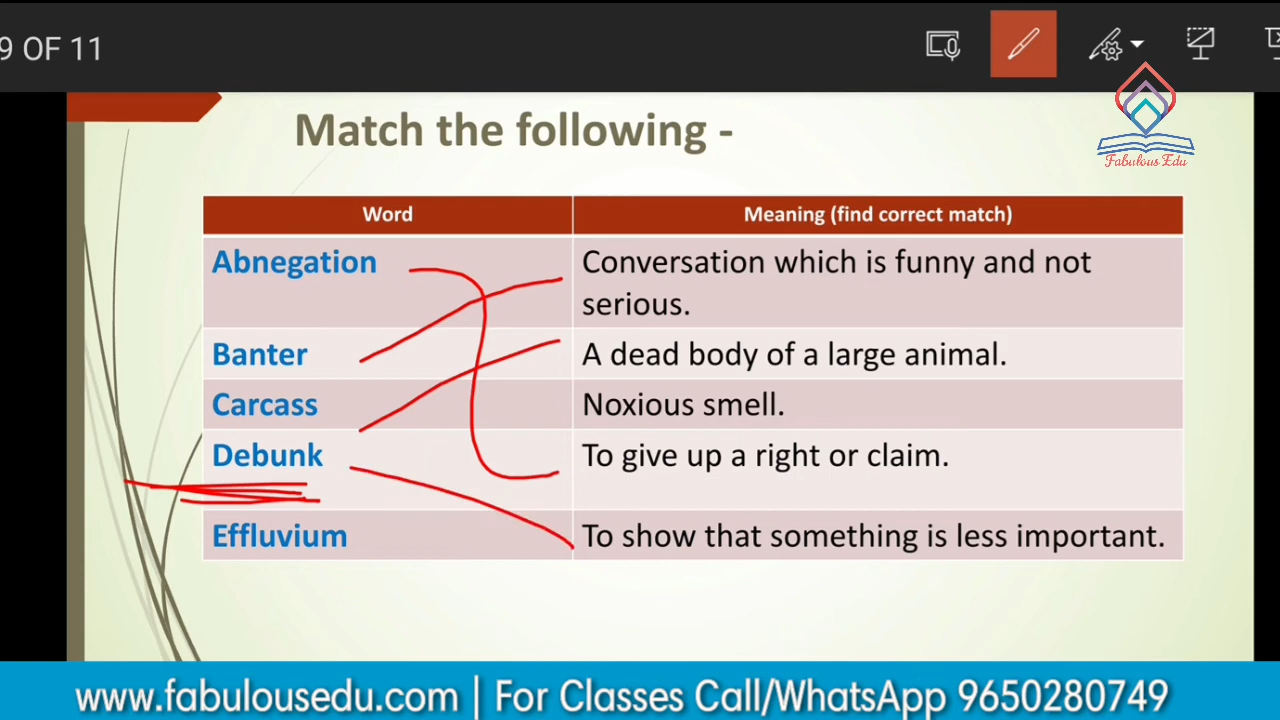 9 OF 11
Match the following -
Fabulous Edu
Word
Meaning (find correct match)
Abnegation
Conversation which is funny and not
serious.
Banter
A dead body of a large animal.
Carcass
Noxious smell.
Debunk
To give up a right or claim.
Effluvium
To show that something is less important.
www.fabulousedu.com | For Classes Call/WhatsApp 9650280749